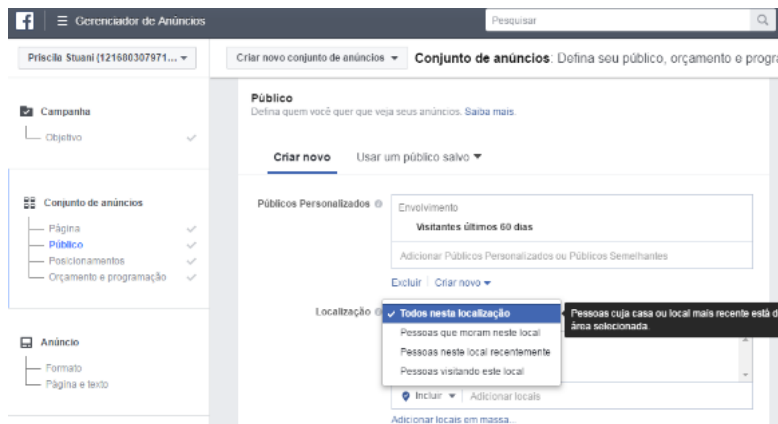 f Gerenciador de Anúncios Pesquisar
Priscila Stuani (121680307971...
Criar novo conjunto de anúncios Conjunto de anúncios: Defina seu público, orçamento e progra
Campanha
Objetivo
Conjunto de anúncios
Página
Público
Posicionamentos
Orçamento e programação
Anúncio
Formato
Página e texto
Público
Defina quem você quer que veja seus anúncios. Saiba mais.
Criar novo Usar um público salvo
Públicos Personalizados
Envolvimento
Visitantes últimos 60 dias
Adicionar Públicos Personalizados ou Públicos Semelhantes
Excluir Criar novo
Localização
Todos nesta localização
Pessoas que moram neste local
Pessoas neste local recentemente
Pessoas visitando este local
Pessoas cuja casa ou local mais recente está d
área selecionada.
Incluir Adicionar locais
Adicionar locais em massa...